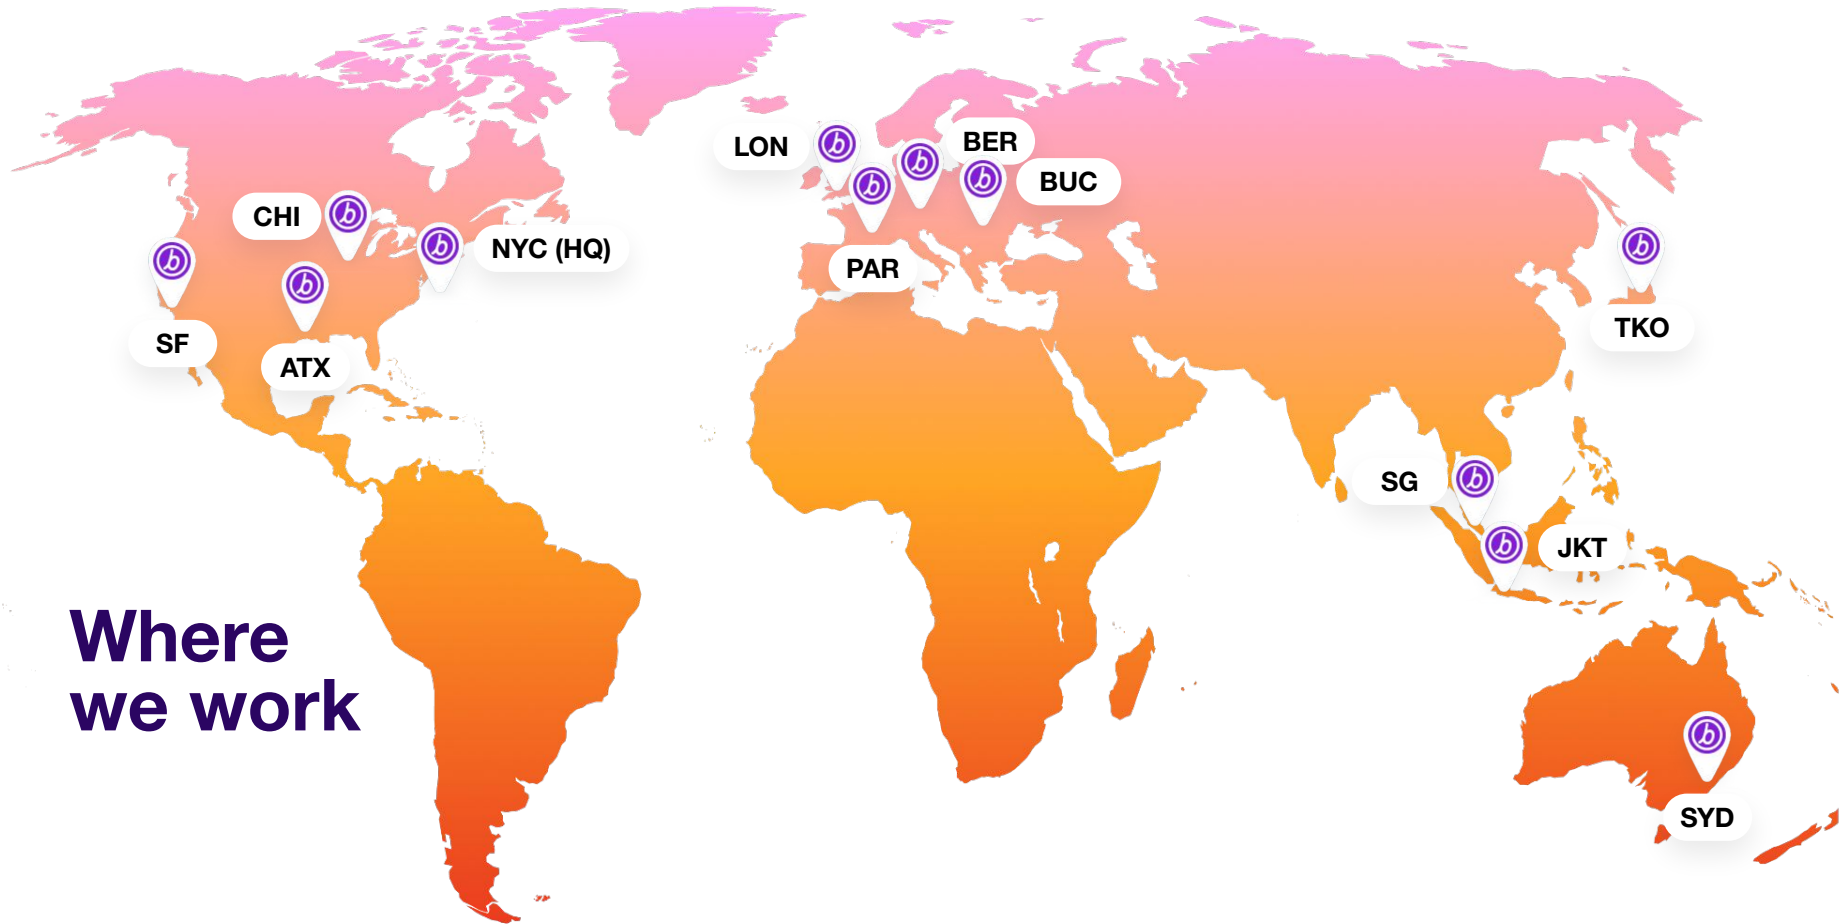 LON
BER
BUC
CHI
NYC (HQ)
PAR
SF
ATX
TKO
SG
JKT
Where
we work
SYD